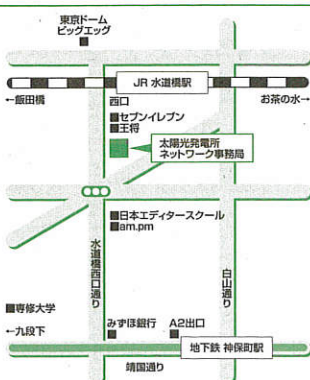 東京ドーム
ビッグエッグ
JR 水道橋駅
←飯田橋
西口
お茶の水→
セブンイレブン
王将
太陽光発電所
ネットワーク事務局
日本エディタースクール
am.pm
水道橋西口通り
白山通り
専修大学
←九段下
みずほ銀行
A2出口
地下鉄 神保町駅
靖国通り